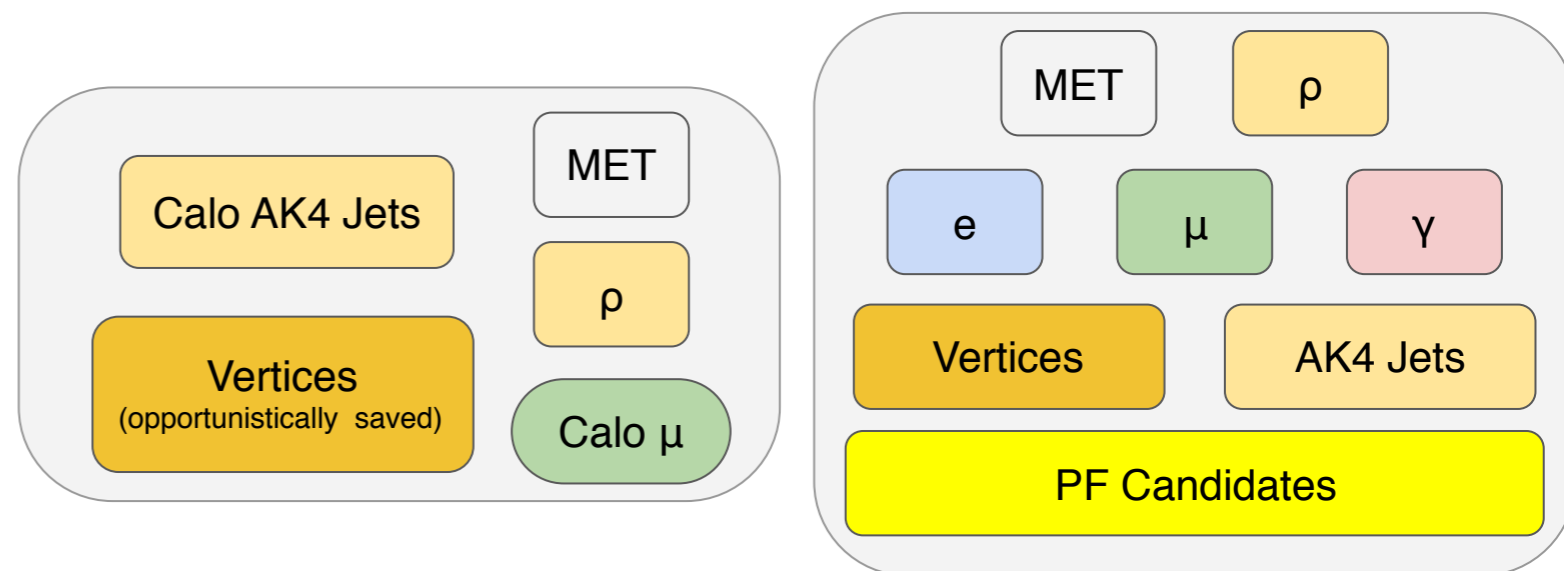 Calo AK4 Jets
Vertices
(opportunistically saved)
MET
ρ
Calo μ
MET
ρ
e
μ
γ
Vertices
AK4 Jets
PF Candidates